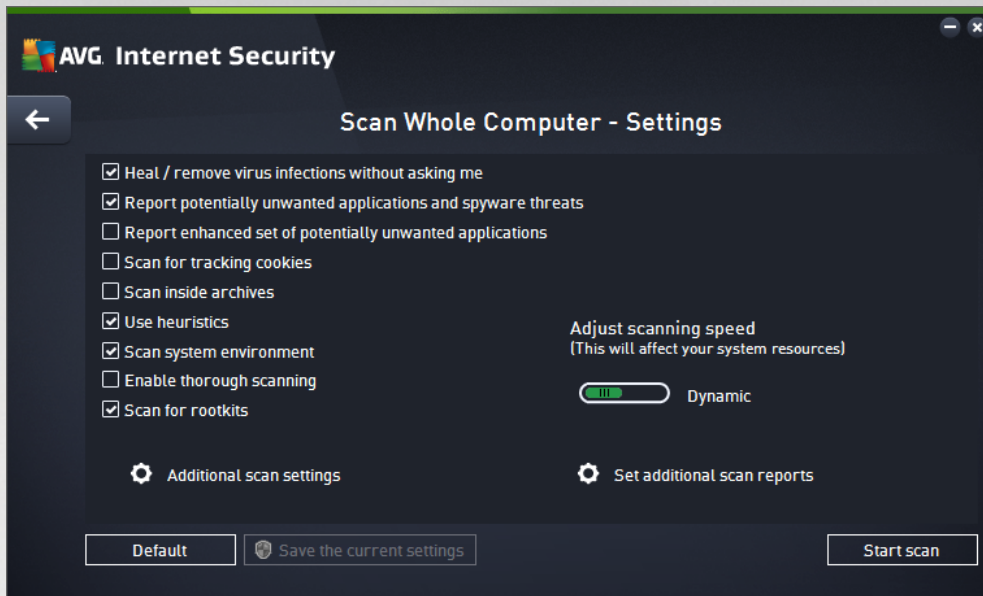 AVG. Internet Security
Scan Whole Computer - Settings
Heal / remove virus infections without asking me
Report potentially unwanted applications and spyware threats
Report enhanced set of potentially unwanted applications
Scan for tracking cookies
Scan inside archives
Use heuristics
Scan system environment
Enable thorough scanning
Scan for rootkits
Adjust scanning speed
(This will affect your system resources)
Dynamic
Additional scan settings
Set additional scan reports
Default
Save the current settings
Start scan